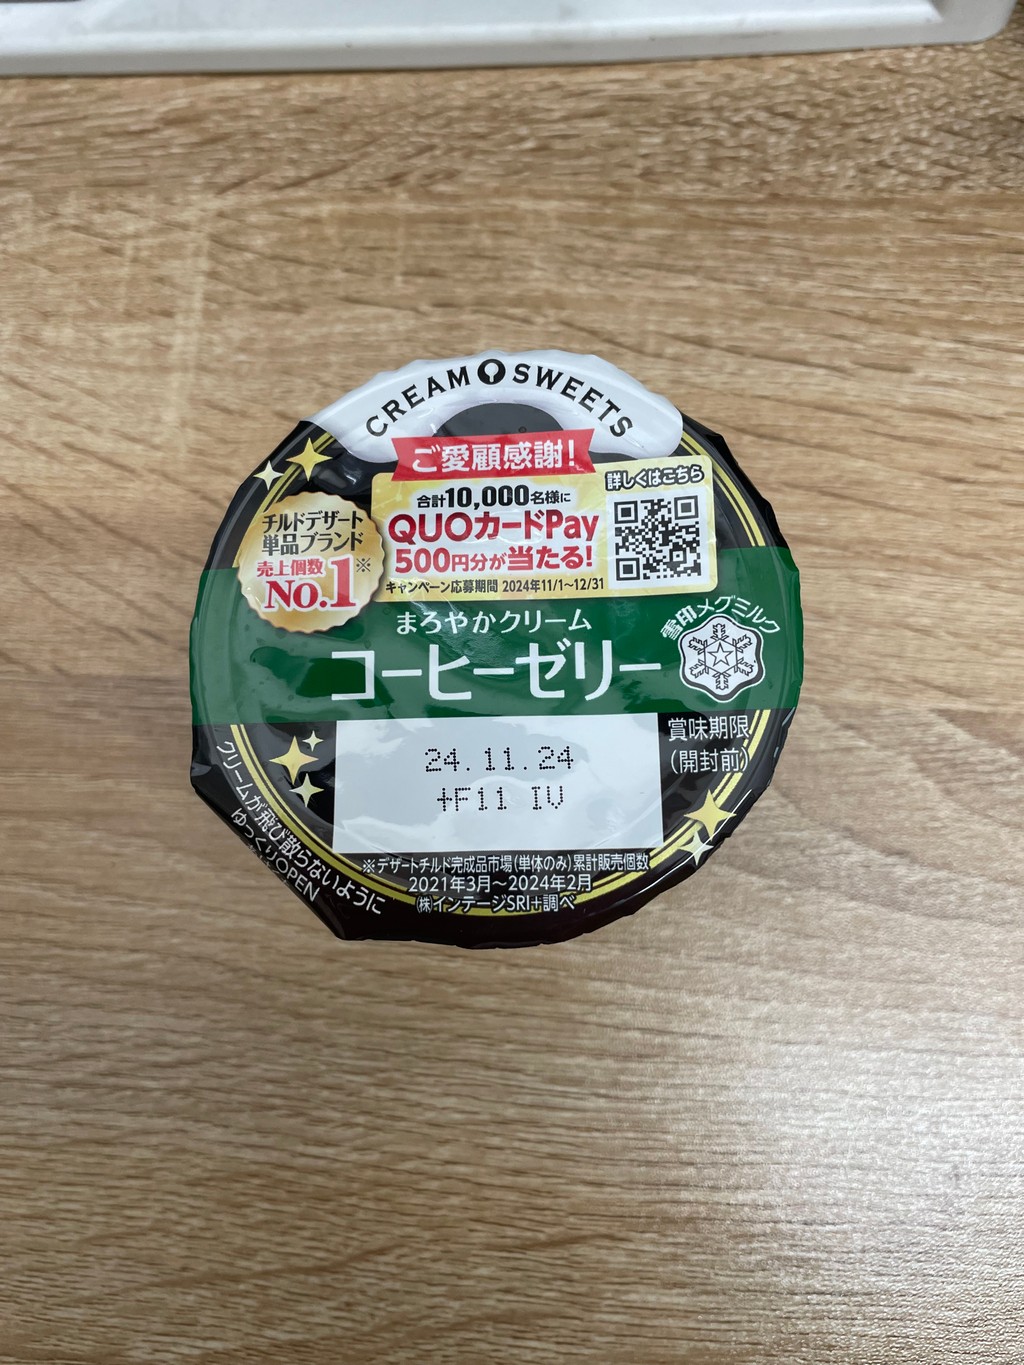 CREAM SWEETS
ご愛顧感謝!
合計10,000名様に
QUOカードPay
500円分が当たる!
キャンペーン応募期間 2024年11/1~12/31
詳しくはこちら
チルドデザート
単品ブランド
売上個数※
No.1
まろやかクリーム
コーヒーゼリー
雪印メグミルク
24.11.24
+F11 IV
賞味期限
(開封前)
クリームが飛び散らないように
ゆっくりOPEN
※デザートチルド完成品市場(単体のみ)累計販売個数
2021年3月~2024年2月
(株)インテージSRI+調べ